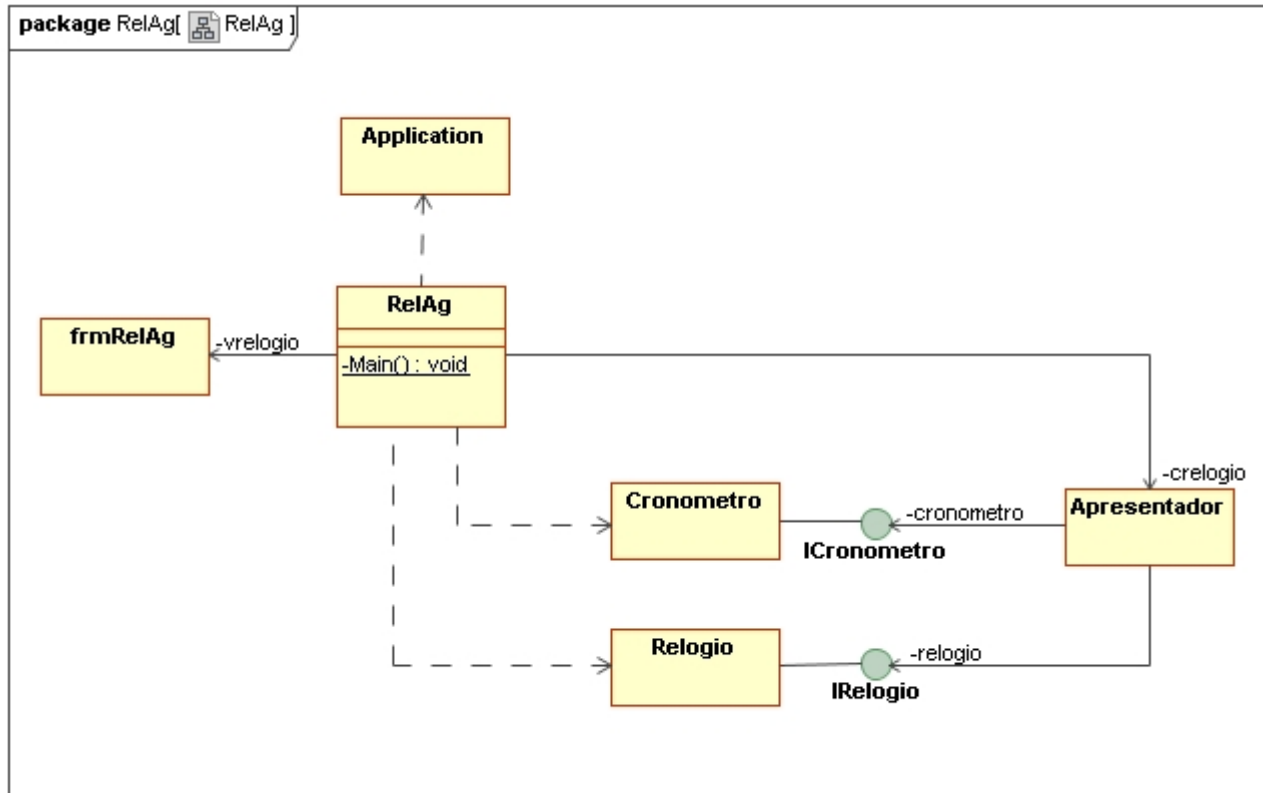 package RelAg[ RelAg ]
Application
RelAg
frmRelAg
-vrelogio
-Main() : void
-crelogio
Cronometro
-cronometro
Apresentador
ICronometro
Relogio
-relogio
IRelogio